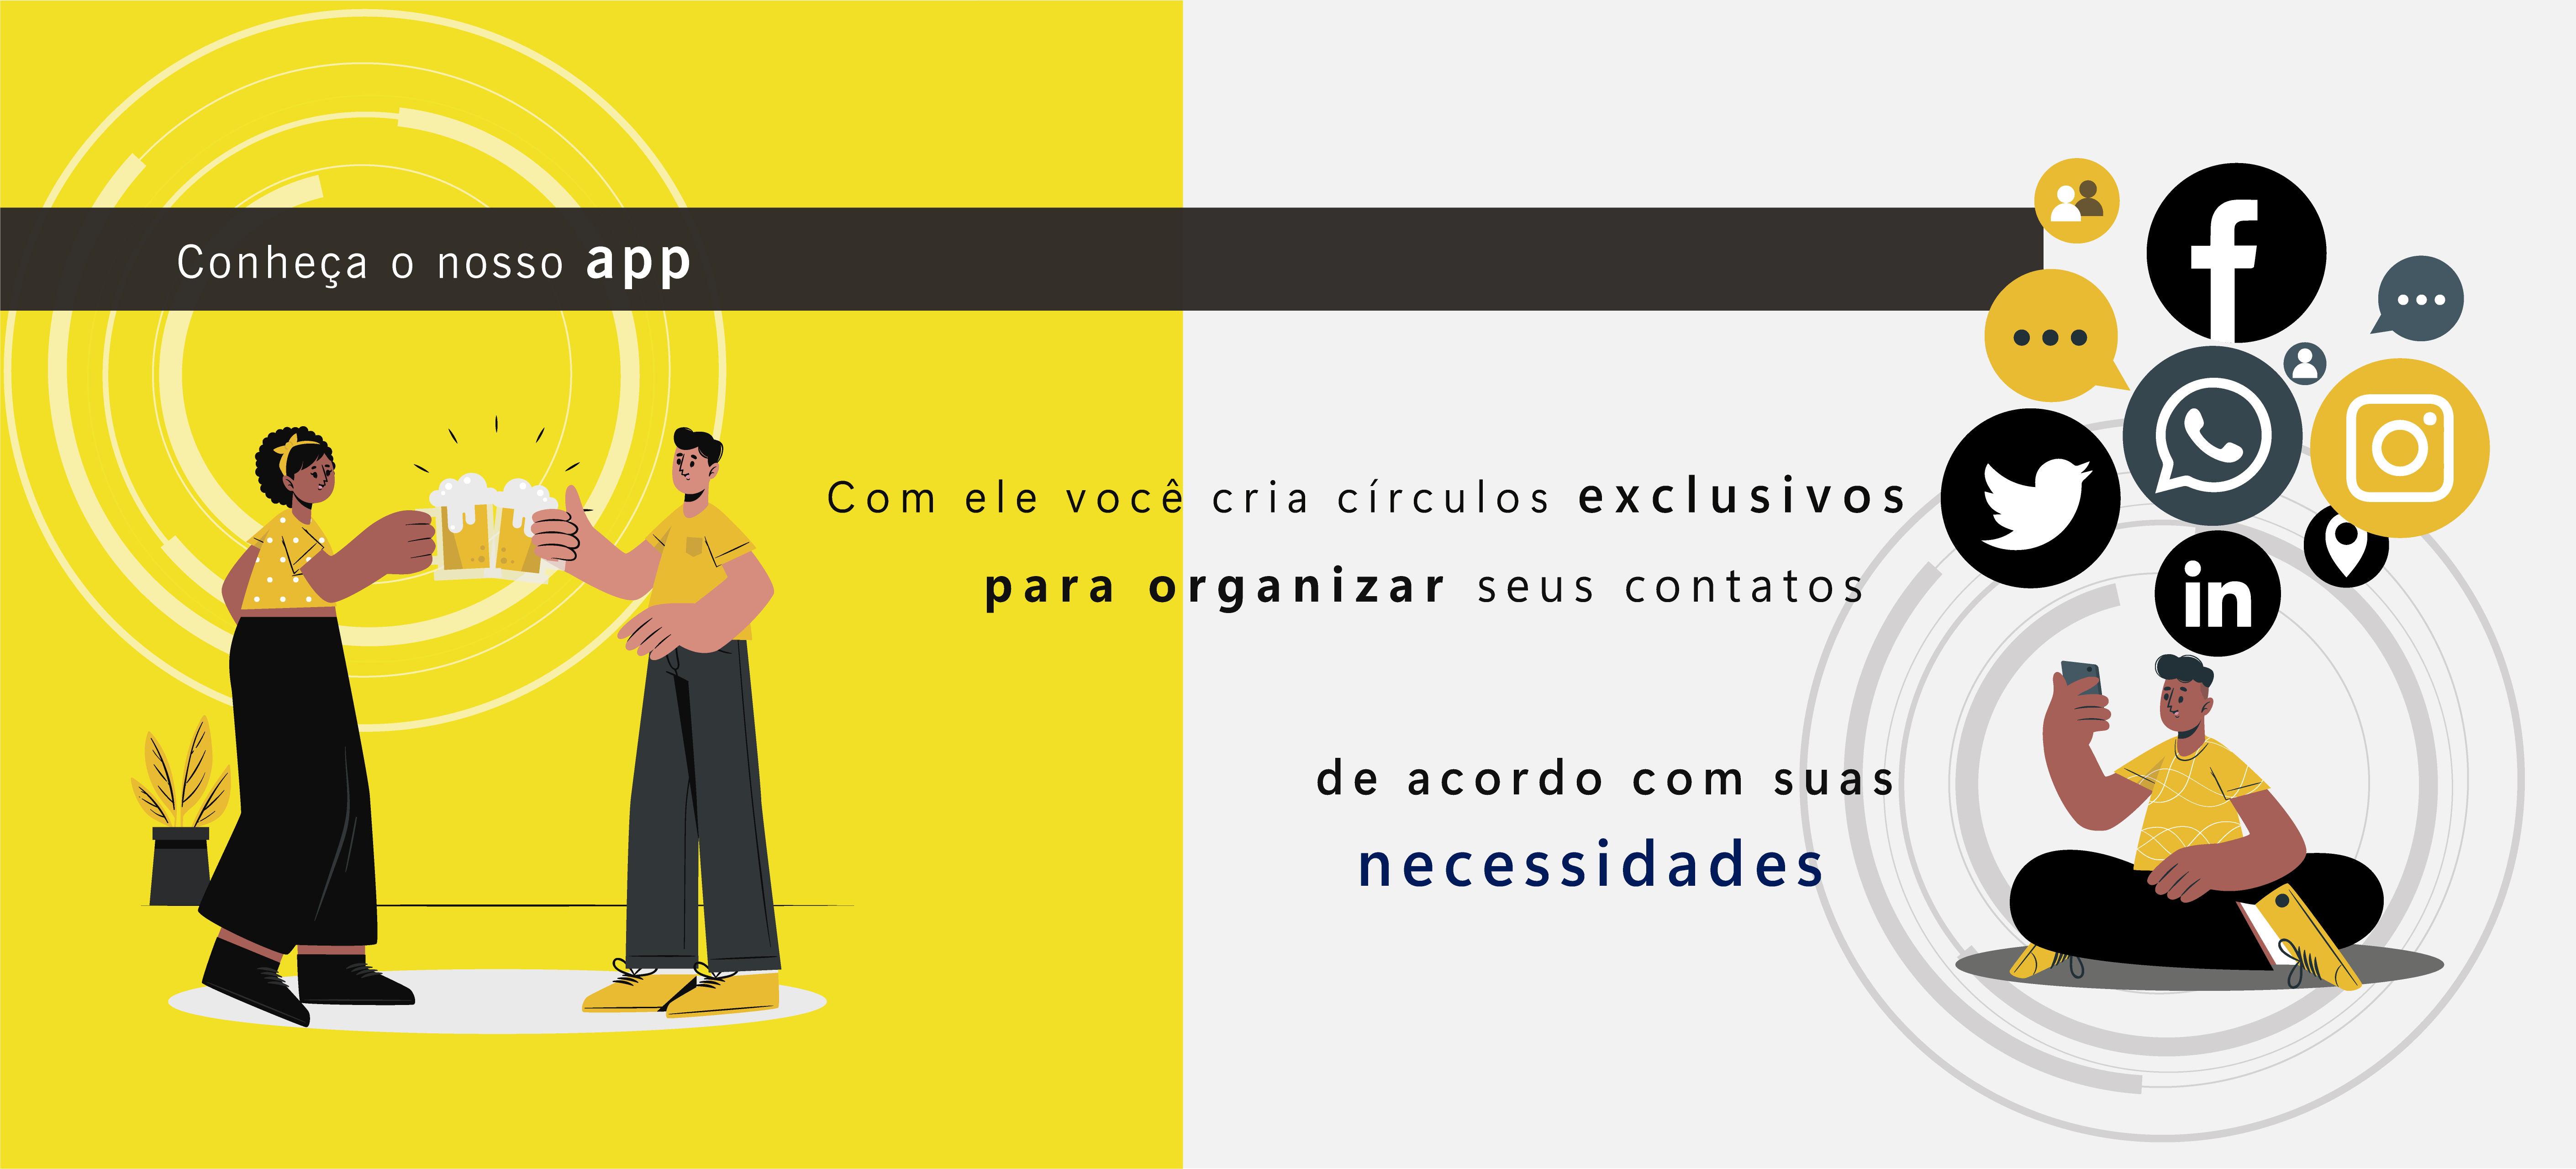 Conheça o nosso app
Com ele você cria círculos exclusivos
para organizar seus contatos
de acordo com suas
necessidades
in